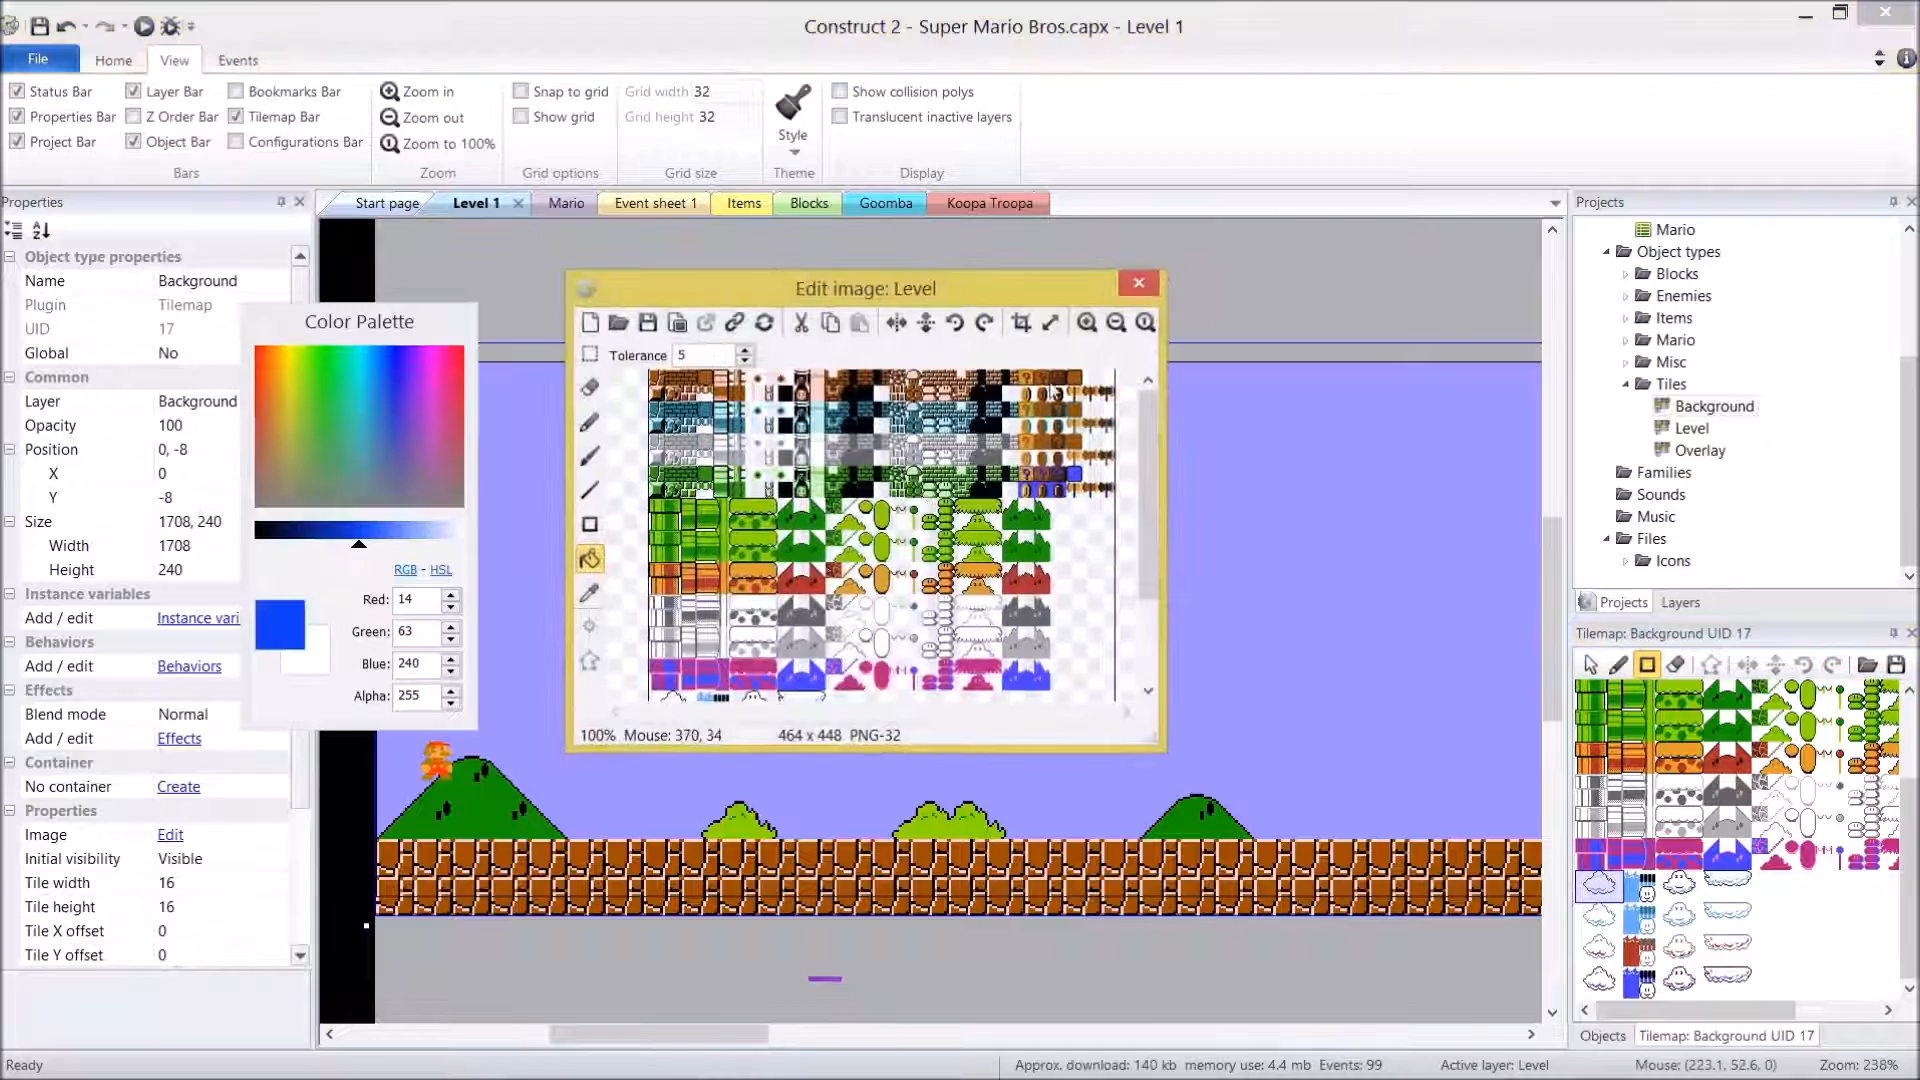 Construct 2 - Super Mario Bros.capx - Level 1
File Home View Events
Status Bar Layer Bar Bookmarks Bar Zoom in Snap to grid Grid width 32 Show collision polys
Properties Bar Z Order Bar Tilemap Bar Zoom out Show grid Grid height 32 Translucent inactive layers
Project Bar Object Bar Configurations Bar Zoom to 100% Style
Bars Zoom Grid options Grid size Theme Display
Properties
Object type properties
Name Background
Plugin Tilemap
UID 17
Global No
Common
Layer Background
Opacity 100
Position 0, -8
X 0
Y -8
Size 1708, 240
Width 1708
Height 240
Instance variables
Add / edit Instance vari
Behaviors
Add / edit Behaviors
Effects
Blend mode Normal
Add / edit Effects
Container
No container Create
Properties
Image Edit
Initial visibility Visible
Tile width 16
Tile height 16
Tile X offset 0
Tile Y offset 0
Color Palette
RGB - HSL
Red: 14
Green: 63
Blue: 240
Alpha: 255
Start page Level 1 Mario Event sheet 1 Items Blocks Goomba Koopa Troopa
Edit image: Level
Tolerance 5
100% Mouse: 370, 34 464 x 448 PNG-32
Projects
Mario
Object types
Blocks
Enemies
Items
Mario
Misc
Tiles
Background
Level
Overlay
Families
Sounds
Music
Files
Icons
Projects Layers
Tilemap: Background UID 17
Objects Tilemap: Background UID 17
Ready Approx. download: 140 kb memory use: 4.4 mb Events: 99 Active layer: Level Mouse: (223.1, 52.6, 0) Zoom: 238%